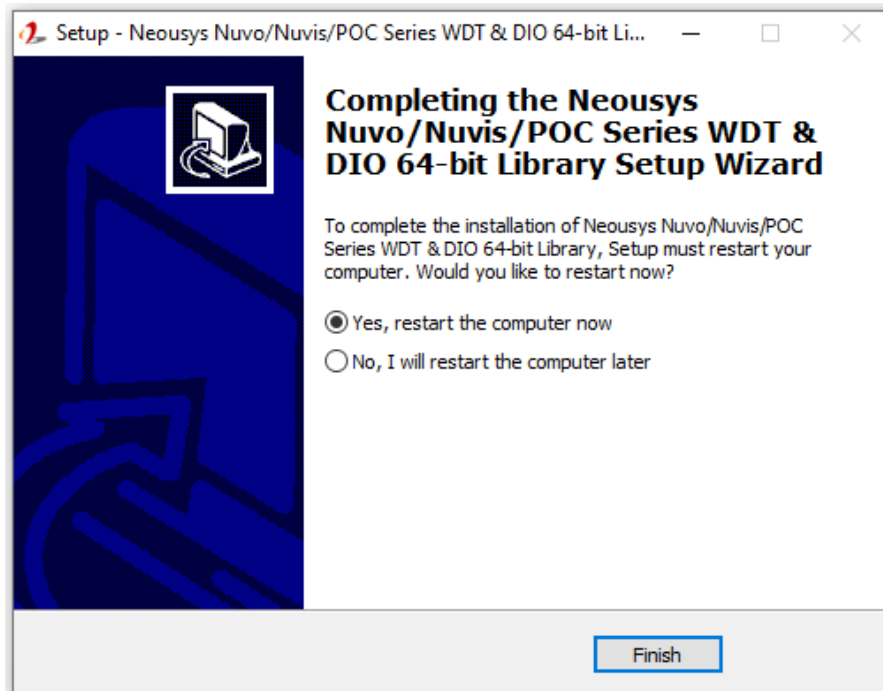 Setup - Neousys Nuvo/Nuvis/POC Series WDT & DIO 64-bit Li...
Completing the Neousys
Nuvo/Nuvis/POC Series WDT &
DIO 64-bit Library Setup Wizard
To complete the installation of Neousys Nuvo/Nuvis/POC
Series WDT & DIO 64-bit Library, Setup must restart your
computer. Would you like to restart now?
Yes, restart the computer now
No, I will restart the computer later
Finish